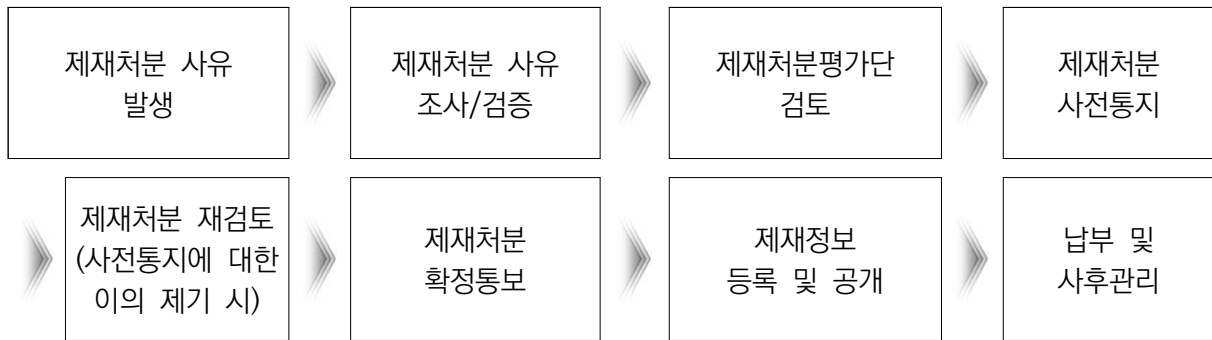 제재처분 사유
발생
제재처분 사유
조사/검증
제재처분평가단
검토
제재처분
사전통지
제재처분 재검토
(사전통지에 대한
이의 제기 시)
제재처분
확정통보
제재정보
등록 및 공개
납부 및
사후관리